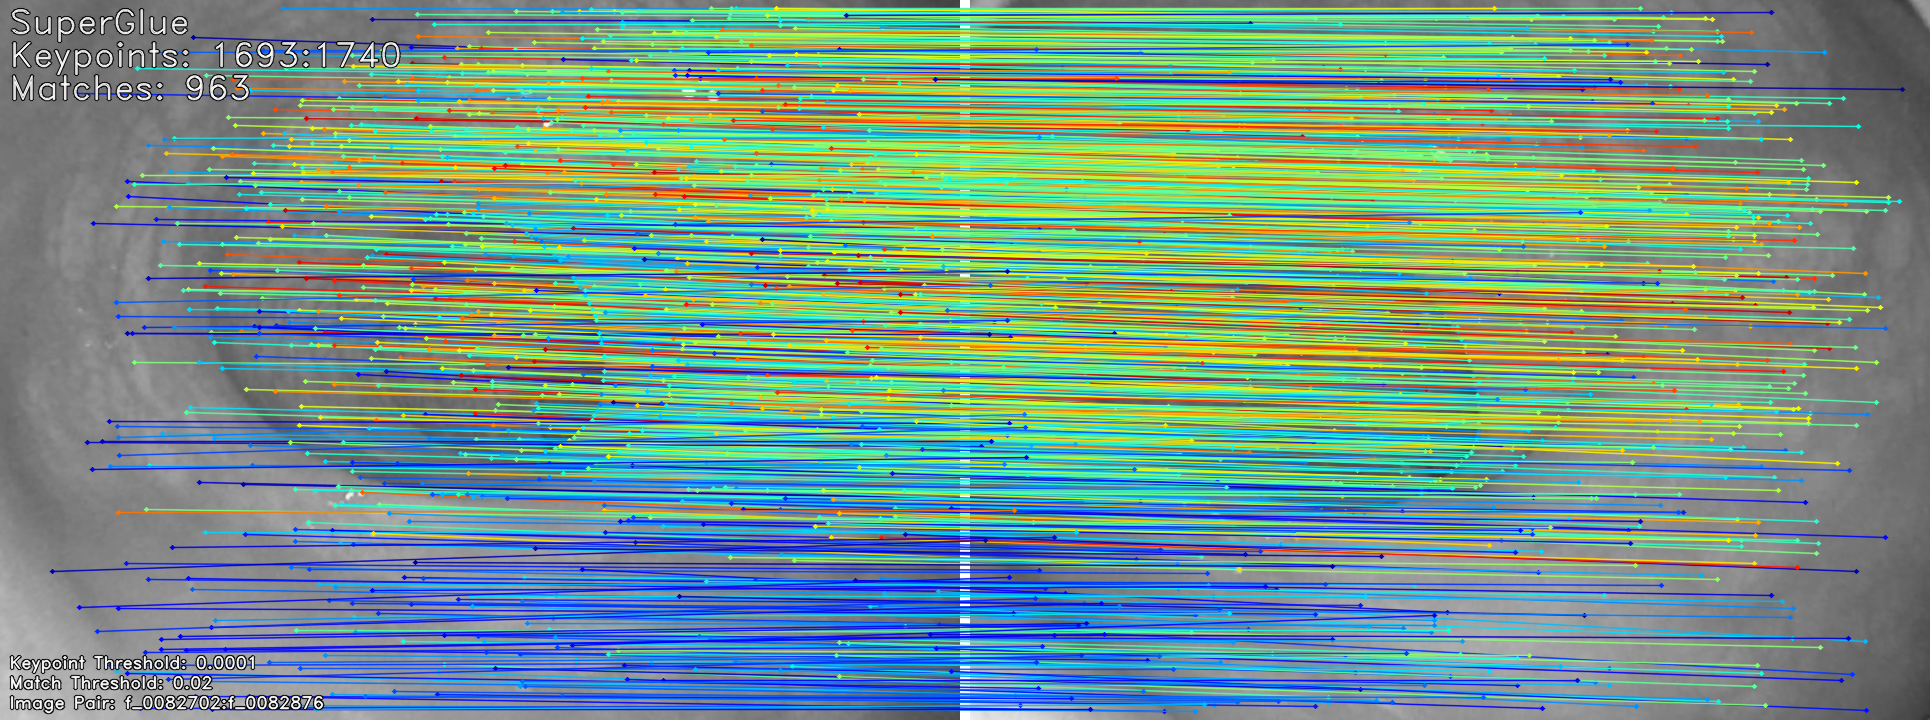 SuperGlue
Keypoints: 1693:1740
Matches: 963
Keypoint Threshold: 0.0001
Match Threshold: 0.02
Image Pair: f_0082702:f_0082876